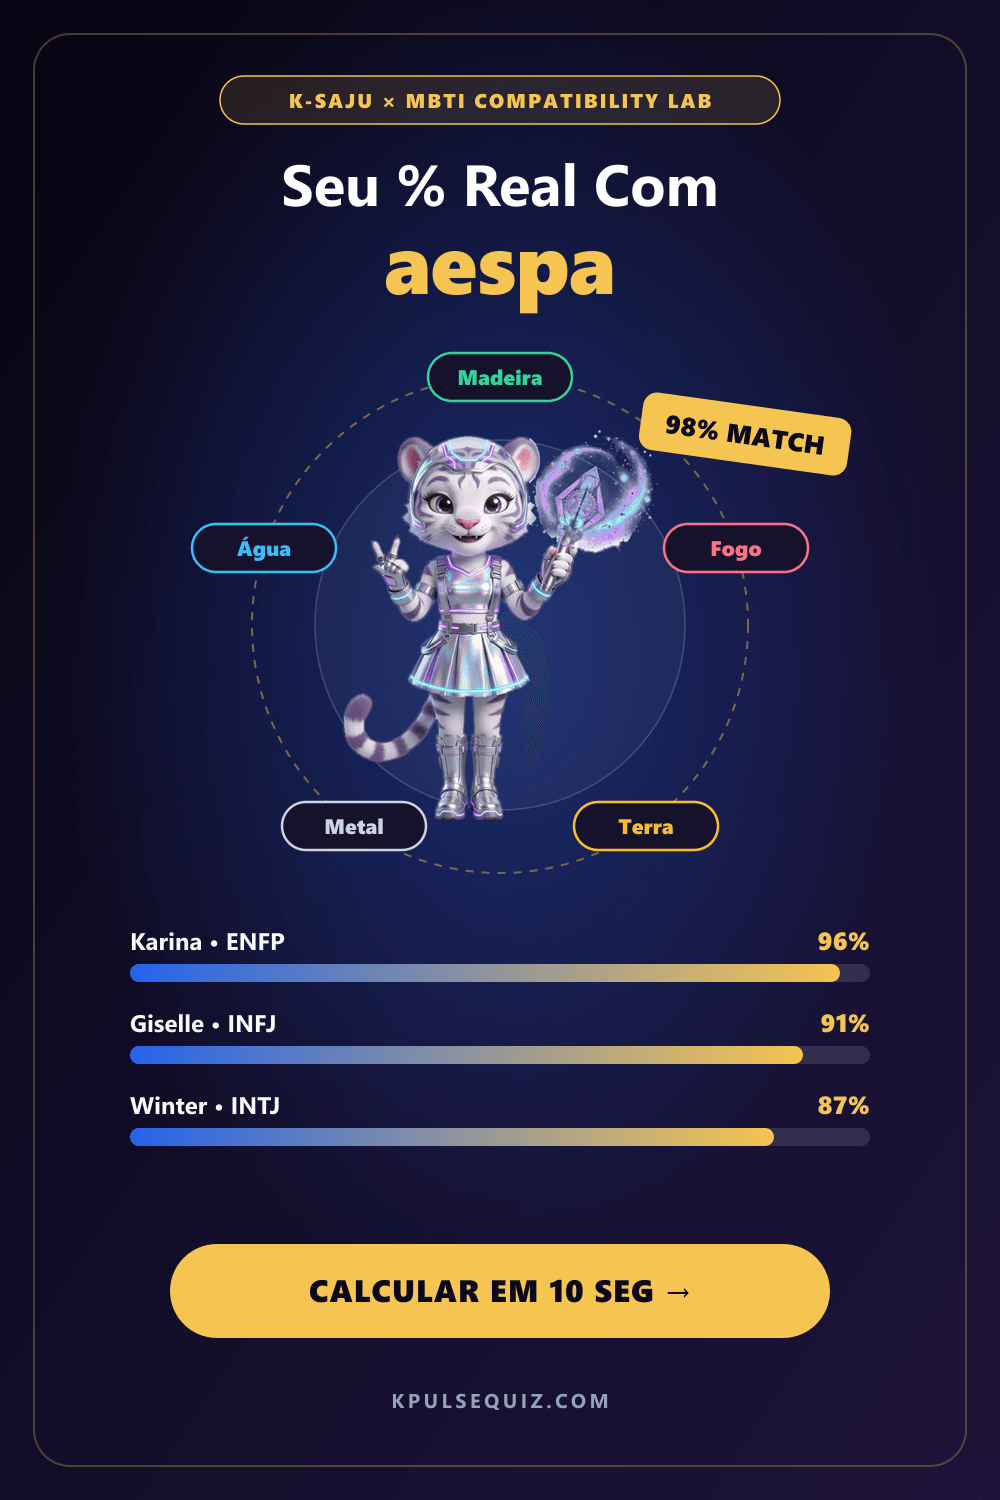 K-SAJU × MBTI COMPATIBILITY LAB
Seu % Real Com
aespa
Madeira
98% MATCH
Água
Fogo
Metal
Terra
Karina • ENFP 96%
Giselle • INFJ 91%
Winter • INTJ 87%
CALCULAR EM 10 SEG →
KPULSEQUIZ.COM